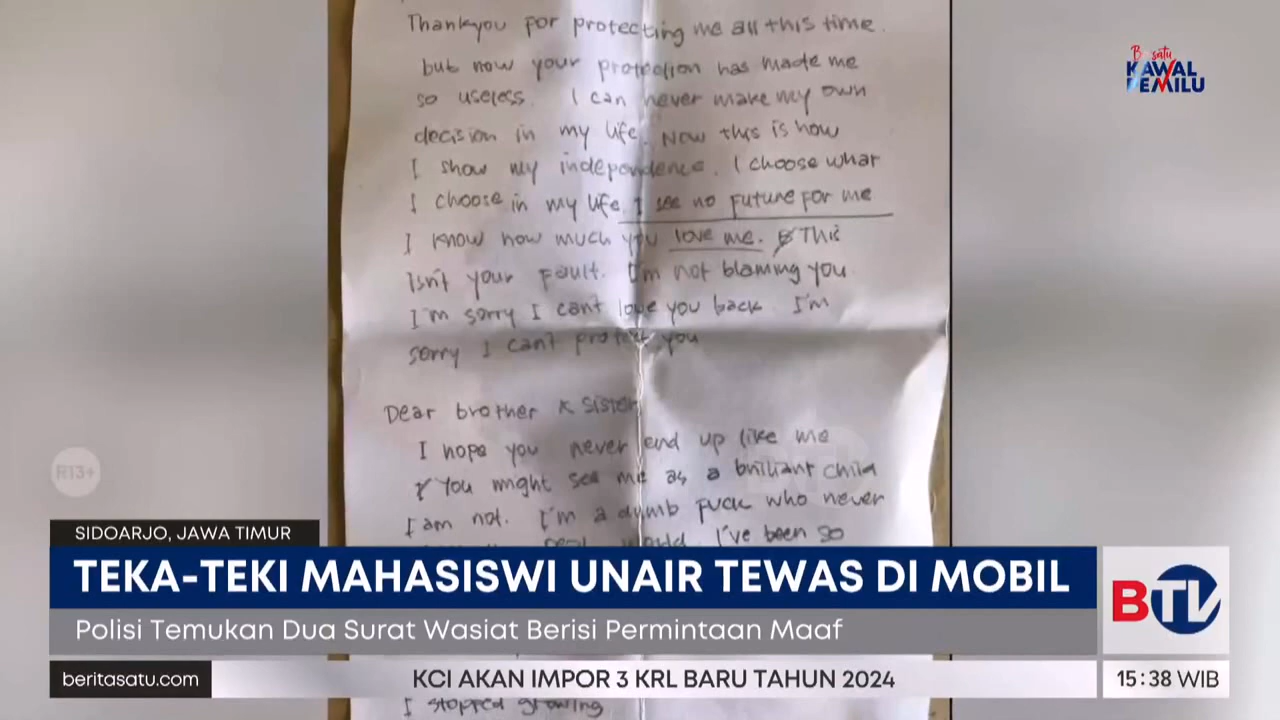 Thankyou for protecting me all this time.
but now your protection has made me
so useless. I can never make my own
decision in my life. Now this is how
I show my independence. I choose what
I choose in my life. I see no future for me
I know how much you love me. This
Isn't your fault. I'm not blaming you
I'm sorry I can't love you back. I'm
sorry I can't protect you
Dear brother & Sister
I hope you never end up like me
You might see me as a brilliant child
I am not. I'm a dumb fuck who never
real world. I've been so
I stopped growing
Bersatu
KAWAL
PEMILU
R13+
SIDOARJO, JAWA TIMUR
TEKA-TEKI MAHASISWI UNAIR TEWAS DI MOBIL
Polisi Temukan Dua Surat Wasiat Berisi Permintaan Maaf
BTV
beritasatu.com
KCI AKAN IMPOR 3 KRL BARU TAHUN 2024
15:38 WIB